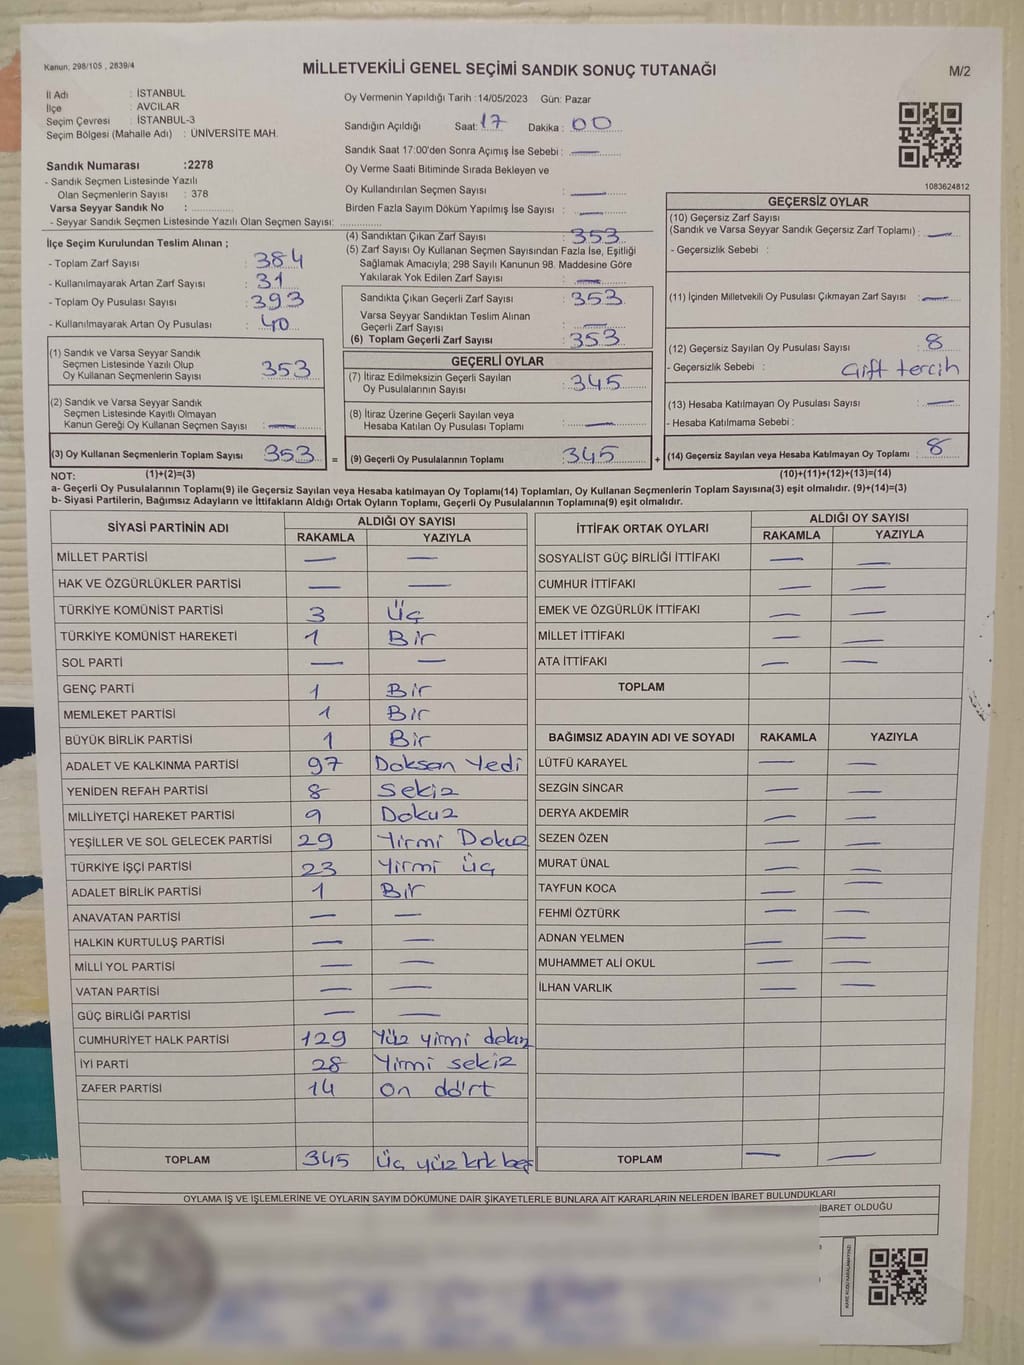 Kanun: 298/105 , 2839/4
MİLLETVEKİLİ GENEL SEÇİMİ SANDIK SONUÇ TUTANAĞI
M/2
İl Adı : İSTANBUL
İlçe : AVCILAR
Seçim Çevresi : İSTANBUL-3
Seçim Bölgesi (Mahalle Adı) : ÜNİVERSİTE MAH.
Sandık Numarası :2278
- Sandık Seçmen Listesinde Yazılı
Olan Seçmenlerin Sayısı : 378
Varsa Seyyar Sandık No :
- Seyyar Sandık Seçmen Listesinde Yazılı Olan Seçmen Sayısı:
Oy Vermenin Yapıldığı Tarih : 14/05/2023 Gün: Pazar
Sandığın Açıldığı Saat: 17 Dakika : 00
Sandık Saat 17:00'den Sonra Açımış İse Sebebi : —
Oy Verme Saati Bitiminde Sırada Bekleyen ve
Oy Kullandırılan Seçmen Sayısı : —
Birden Fazla Sayım Döküm Yapılmış İse Sayısı : —
1083624812
İlçe Seçim Kurulundan Teslim Alınan ;
- Toplam Zarf Sayısı : 384
- Kullanılmayarak Artan Zarf Sayısı : 31
- Toplam Oy Pusulası Sayısı : 393
- Kullanılmayarak Artan Oy Pusulası : 40
(1) Sandık ve Varsa Seyyar Sandık
Seçmen Listesinde Yazılı Olup
Oy Kullanan Seçmenlerin Sayısı : 353
(2) Sandık ve Varsa Seyyar Sandık
Seçmen Listesinde Kayıtlı Olmayan
Kanun Gereği Oy Kullanan Seçmen Sayısı : —
(3) Oy Kullanan Seçmenlerin Toplam Sayısı : 353 =
(4) Sandıktan Çıkan Zarf Sayısı : 353
(5) Zarf Sayısı Oy Kullanan Seçmen Sayısından Fazla İse, Eşitliği
Sağlamak Amacıyla; 298 Sayılı Kanunun 98. Maddesine Göre
Yakılarak Yok Edilen Zarf Sayısı : —
Sandıkta Çıkan Geçerli Zarf Sayısı : 353
Varsa Seyyar Sandıktan Teslim Alınan
Geçerli Zarf Sayısı : —
(6) Toplam Geçerli Zarf Sayısı : 353
GEÇERLİ OYLAR
(7) İtiraz Edilmeksizin Geçerli Sayılan
Oy Pusulalarının Sayısı : 345
(8) İtiraz Üzerine Geçerli Sayılan veya
Hesaba Katılan Oy Pusulası Toplamı : —
(9) Geçerli Oy Pusulalarının Toplamı : 345 +
GEÇERSİZ OYLAR
(10) Geçersiz Zarf Sayısı
(Sandık ve Varsa Seyyar Sandık Geçersiz Zarf Toplamı) : —
- Geçersizlik Sebebi :
(11) İçinden Milletvekili Oy Pusulası Çıkmayan Zarf Sayısı : —
(12) Geçersiz Sayılan Oy Pusulası Sayısı : 8
- Geçersizlik Sebebi : Çift tercih
(13) Hesaba Katılmayan Oy Pusulası Sayısı : —
- Hesaba Katılmama Sebebi :
(14) Geçersiz Sayılan veya Hesaba Katılmayan Oy Toplamı : 8
NOT: (1)+(2)=(3) (10)+(11)+(12)+(13)=(14)
a- Geçerli Oy Pusulalarının Toplamı(9) ile Geçersiz Sayılan veya Hesaba katılmayan Oy Toplamı(14) Toplamları, Oy Kullanan Seçmenlerin Toplam Sayısına(3) eşit olmalıdır. (9)+(14)=(3)
b- Siyasi Partilerin, Bağımsız Adayların ve İttifakların Aldığı Ortak Oyların Toplamı, Geçerli Oy Pusulalarının Toplamına(9) eşit olmalıdır.
SİYASİ PARTİNİN ADI ALDIĞI OY SAYISI
RAKAMLA YAZIYLA
MİLLET PARTİSİ — —
HAK VE ÖZGÜRLÜKLER PARTİSİ — —
TÜRKİYE KOMÜNİST PARTİSİ 3 Üç
TÜRKİYE KOMÜNİST HAREKETİ 1 Bir
SOL PARTİ — —
GENÇ PARTİ 1 Bir
MEMLEKET PARTİSİ 1 Bir
BÜYÜK BİRLİK PARTİSİ 1 Bir
ADALET VE KALKINMA PARTİSİ 97 Doksan Yedi
YENİDEN REFAH PARTİSİ 8 Sekiz
MİLLİYETÇİ HAREKET PARTİSİ 9 Dokuz
YEŞİLLER VE SOL GELECEK PARTİSİ 29 Yirmi Dokuz
TÜRKİYE İŞÇİ PARTİSİ 23 Yirmi üç
ADALET BİRLİK PARTİSİ 1 Bir
ANAVATAN PARTİSİ — —
HALKIN KURTULUŞ PARTİSİ — —
MİLLİ YOL PARTİSİ — —
VATAN PARTİSİ — —
GÜÇ BİRLİĞİ PARTİSİ — —
CUMHURİYET HALK PARTİSİ 129 Yüz yirmi dokuz
İYİ PARTİ 28 Yirmi sekiz
ZAFER PARTİSİ 14 On dört
TOPLAM 345 Üç yüz kırk beş
İTTİFAK ORTAK OYLARI ALDIĞI OY SAYISI
RAKAMLA YAZIYLA
SOSYALİST GÜÇ BİRLİĞİ İTTİFAKI — —
CUMHUR İTTİFAKI — —
EMEK VE ÖZGÜRLÜK İTTİFAKI — —
MİLLET İTTİFAKI — —
ATA İTTİFAKI — —
TOPLAM
BAĞIMSIZ ADAYIN ADI VE SOYADI RAKAMLA YAZIYLA
LÜTFÜ KARAYEL — —
SEZGİN SİNCAR — —
DERYA AKDEMİR — —
SEZEN ÖZEN — —
MURAT ÜNAL — —
TAYFUN KOCA — —
FEHMİ ÖZTÜRK — —
ADNAN YELMEN — —
MUHAMMET ALİ OKUL — —
İLHAN VARLIK — —
TOPLAM — —
OYLAMA İŞ VE İŞLEMLERİNE VE OYLARIN SAYIM DÖKÜMÜNE DAİR ŞİKAYETLERLE BUNLARA AİT KARARLARIN NELERDEN İBARET BULUNDUKLARI
İBARET OLDUĞU